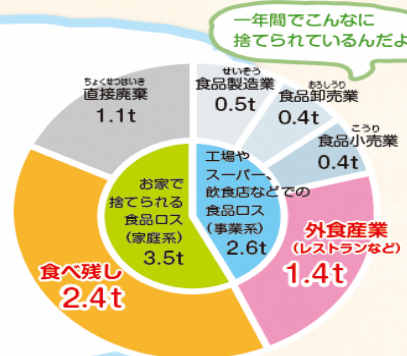 一年間でこんなに
捨てられているんだよ
ちょくせつはいき
直接廃棄
1.1t
せいぞう
食品製造業
0.5t
おろしうり
食品卸売業
0.4t
こうり
食品小売業
0.4t
お家で
捨てられる
食品ロス
(家庭系)
3.5t
工場や
スーパー、
飲食店などでの
食品ロス
(事業系)
2.6t
外食産業
(レストランなど)
1.4t
食べ残し
2.4t